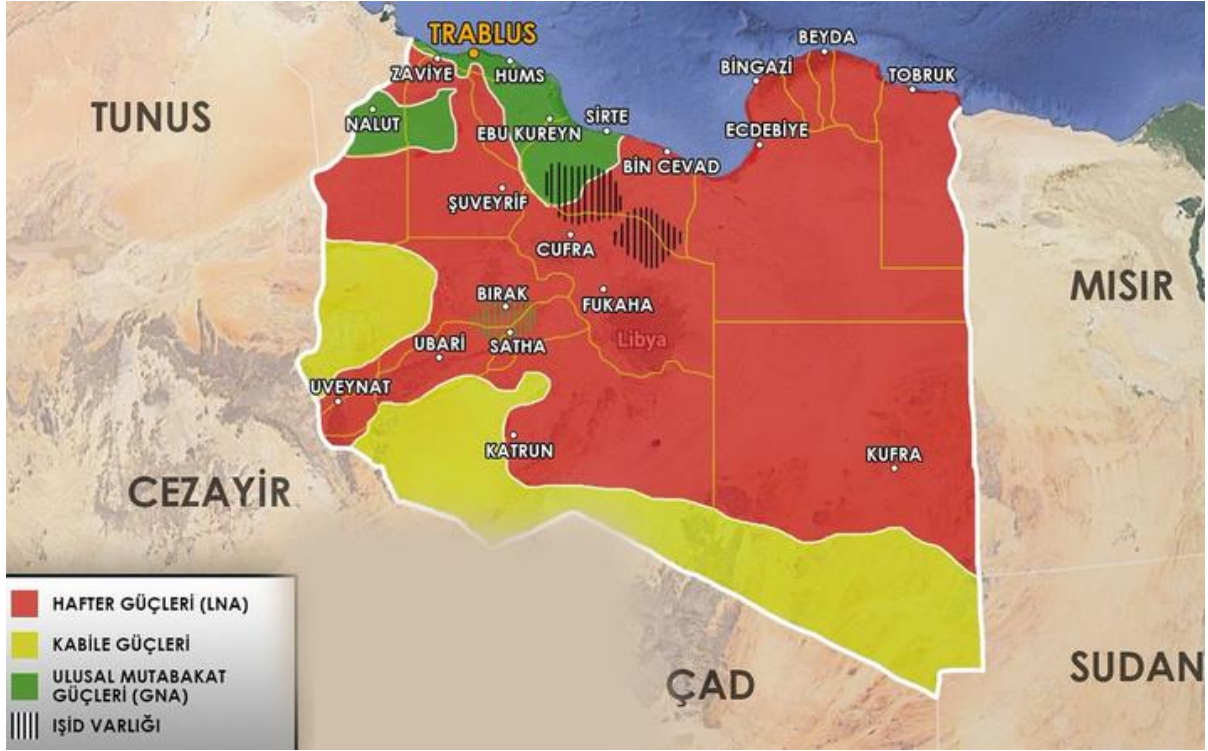 TRABLUS
BEYDA
ZAVİYE
HUMS
BİNGAZİ
TOBRUK
TUNUS
NALUT
EBU KUREYN
SİRTE
ECDEBİYE
BİN CEVAD
ŞUVEYRİF
CUFRA
MISIR
BIRAK
FUKAHA
UBARİ
SATHA
Libya
UVEYNAT
KATRUN
KUFRA
CEZAYİR
HAFTER GÜÇLERİ (LNA)
KABİLE GÜÇLERİ
ULUSAL MUTABAKAT
GÜÇLERİ (GNA)
IŞİD VARLIĞI
ÇAD
SUDAN